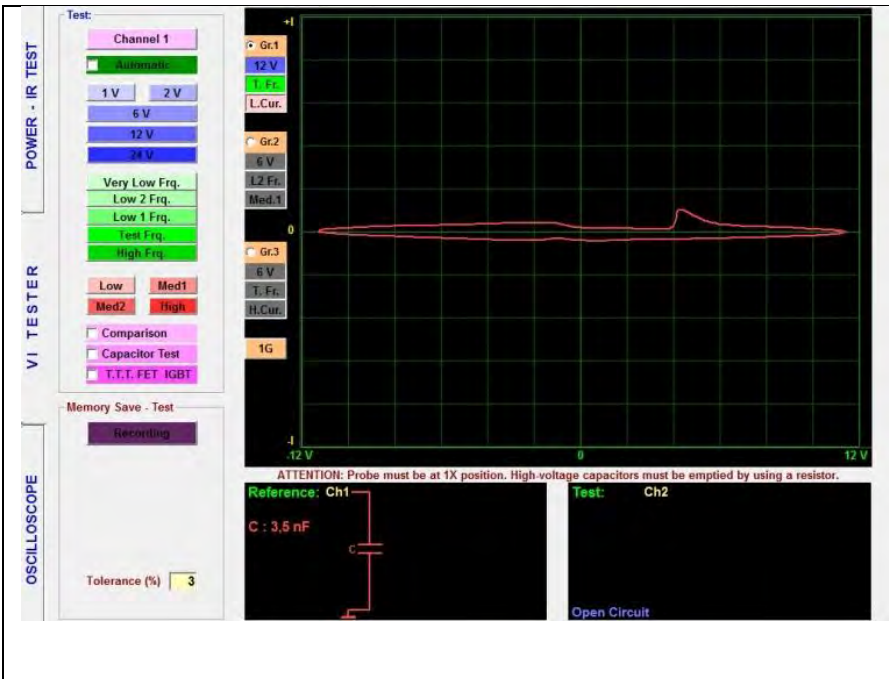 POWER - IR TEST
VI TESTER
OSCILLOSCOPE
Test:
Channel 1
Automatic
1 V
2 V
6 V
12 V
24 V
Very Low Frq.
Low 2 Frq.
Low 1 Frq.
Test Frq.
High Frq.
Low
Med1
Med2
High
Comparison
Capacitor Test
T.T.T. FET IGBT
Memory Save - Test
Recording
Tolerance (%) 3
Gr.1
12 V
T. Fr.
L.Cur.
Gr.2
6 V
L2 Fr.
Med.1
Gr.3
6 V
T. Fr.
H.Cur.
1G
+I
0
-I
-12 V
0
12 V
ATTENTION: Probe must be at 1X position. High-voltage capacitors must be emptied by using a resistor.
Reference: Ch1
C : 3,5 nF
C
Test: Ch2
Open Circuit